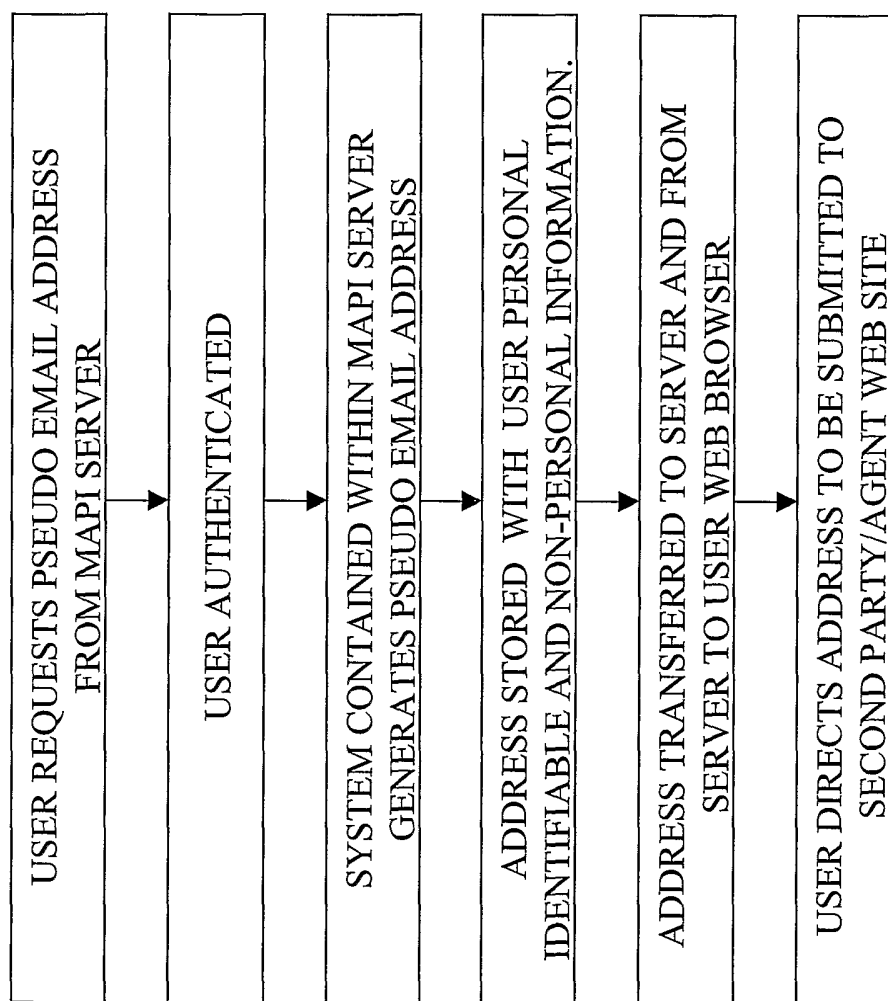 USER REQUESTS PSEUDO EMAIL ADDRESS
FROM MAPI SERVER
USER AUTHENTICATED
SYSTEM CONTAINED WITHIN MAPI SERVER
GENERATES PSEUDO EMAIL ADDRESS
ADDRESS STORED WITH USER PERSONAL
IDENTIFIABLE AND NON-PERSONAL INFORMATION.
ADDRESS TRANSFERRED TO SERVER AND FROM
SERVER TO USER WEB BROWSER
USER DIRECTS ADDRESS TO BE SUBMITTED TO
SECOND PARTY/AGENT WEB SITE